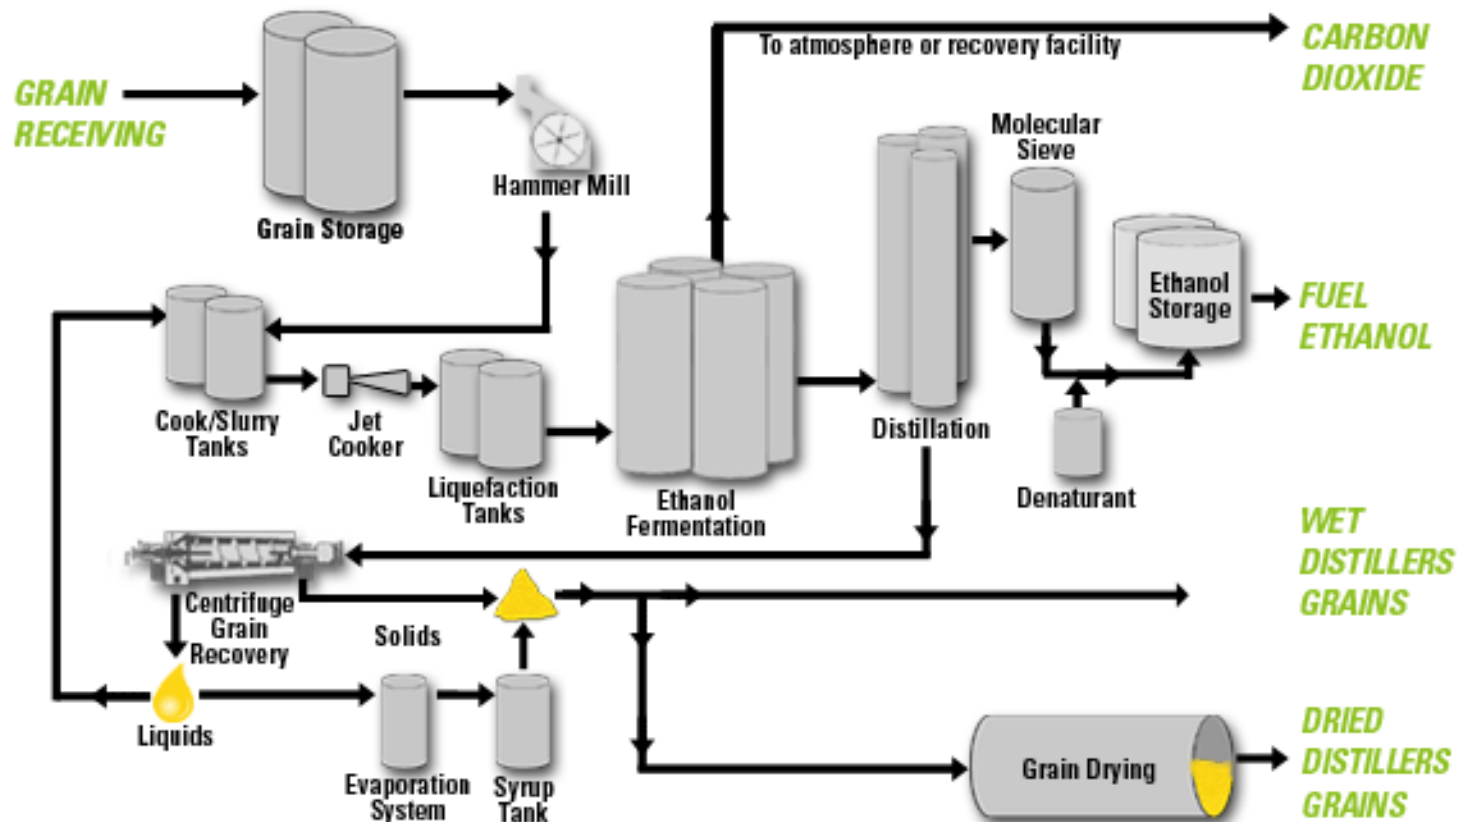 GRAIN
RECEIVING
Grain Storage
Hammer Mill
To atmosphere or recovery facility
CARBON
DIOXIDE
Molecular
Sieve
Ethanol
Storage
FUEL
ETHANOL
Cook/Slurry
Tanks
Jet
Cooker
Liquefaction
Tanks
Ethanol
Fermentation
Distillation
Denaturant
WET
DISTILLERS
GRAINS
Centrifuge
Grain
Recovery
Solids
Liquids
Evaporation
System
Syrup
Tank
Grain Drying
DRIED
DISTILLERS
GRAINS